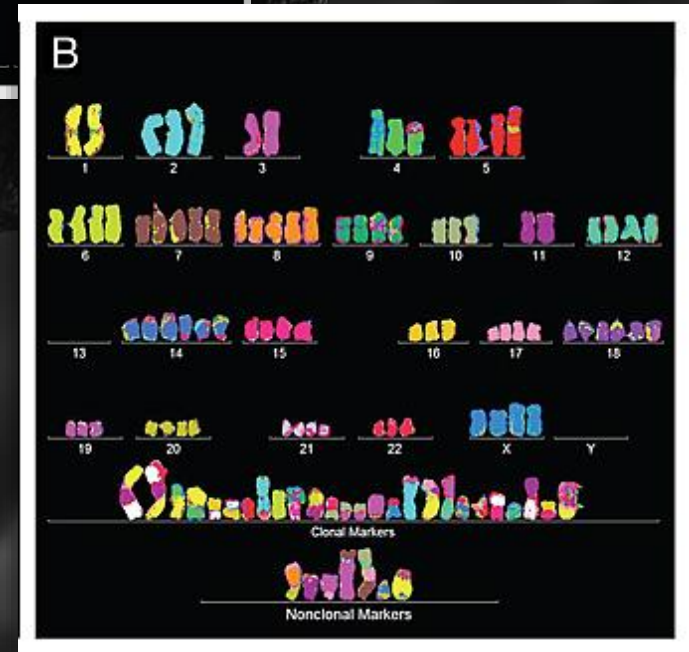 B
1 2 3 4 5
6 7 8 9 10 11 12
13 14 15 16 17 18
19 20 21 22 X Y
Clonal Markers
Nonclonal Markers